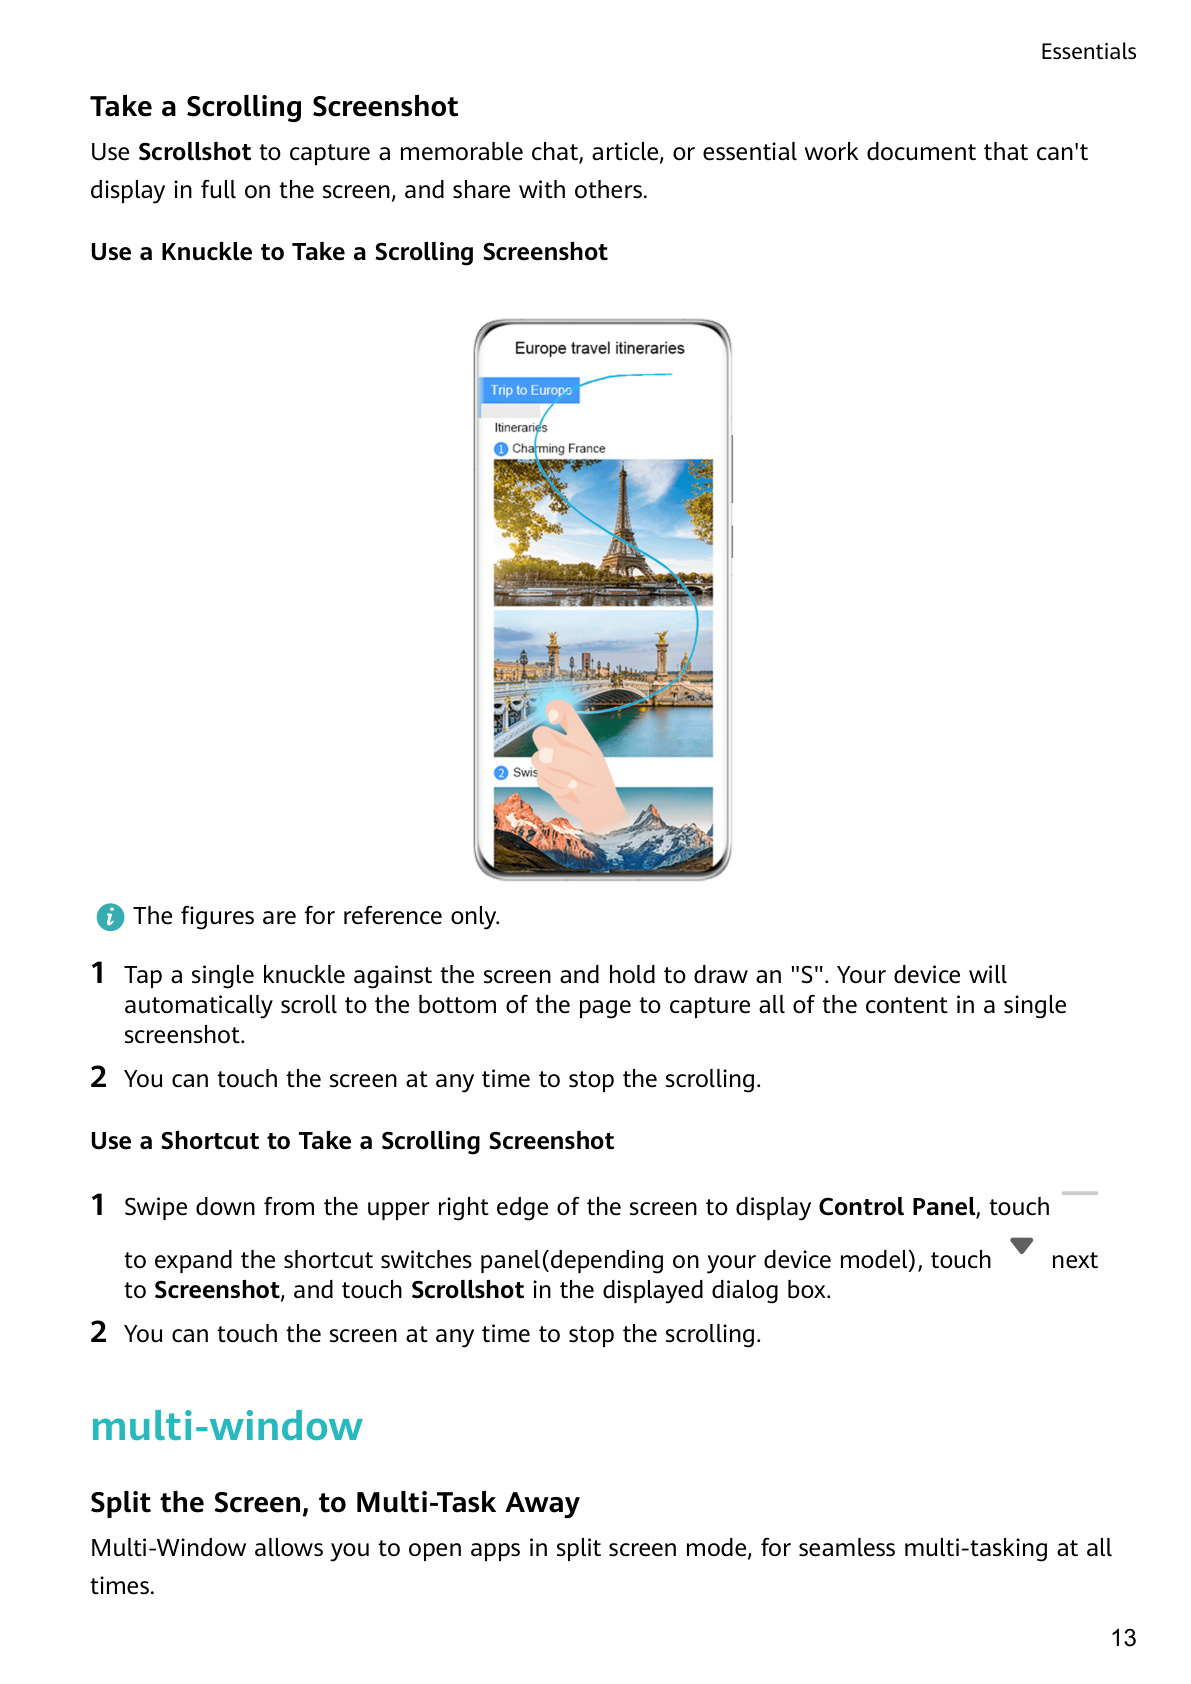 Essentials
Take a Scrolling Screenshot
Use Scrollshot to capture a memorable chat, article, or essential work document that can't
display in full on the screen, and share with others.
Use a Knuckle to Take a Scrolling Screenshot
Europe travel itineraries
Trip to Europe
Itineraries
1 Charming France
2 Swis
i The figures are for reference only.
1 Tap a single knuckle against the screen and hold to draw an "S". Your device will
automatically scroll to the bottom of the page to capture all of the content in a single
screenshot.
2 You can touch the screen at any time to stop the scrolling.
Use a Shortcut to Take a Scrolling Screenshot
1 Swipe down from the upper right edge of the screen to display Control Panel, touch
to expand the shortcut switches panel(depending on your device model), touch next
to Screenshot, and touch Scrollshot in the displayed dialog box.
2 You can touch the screen at any time to stop the scrolling.
multi-window
Split the Screen, to Multi-Task Away
Multi-Window allows you to open apps in split screen mode, for seamless multi-tasking at all
times.
13